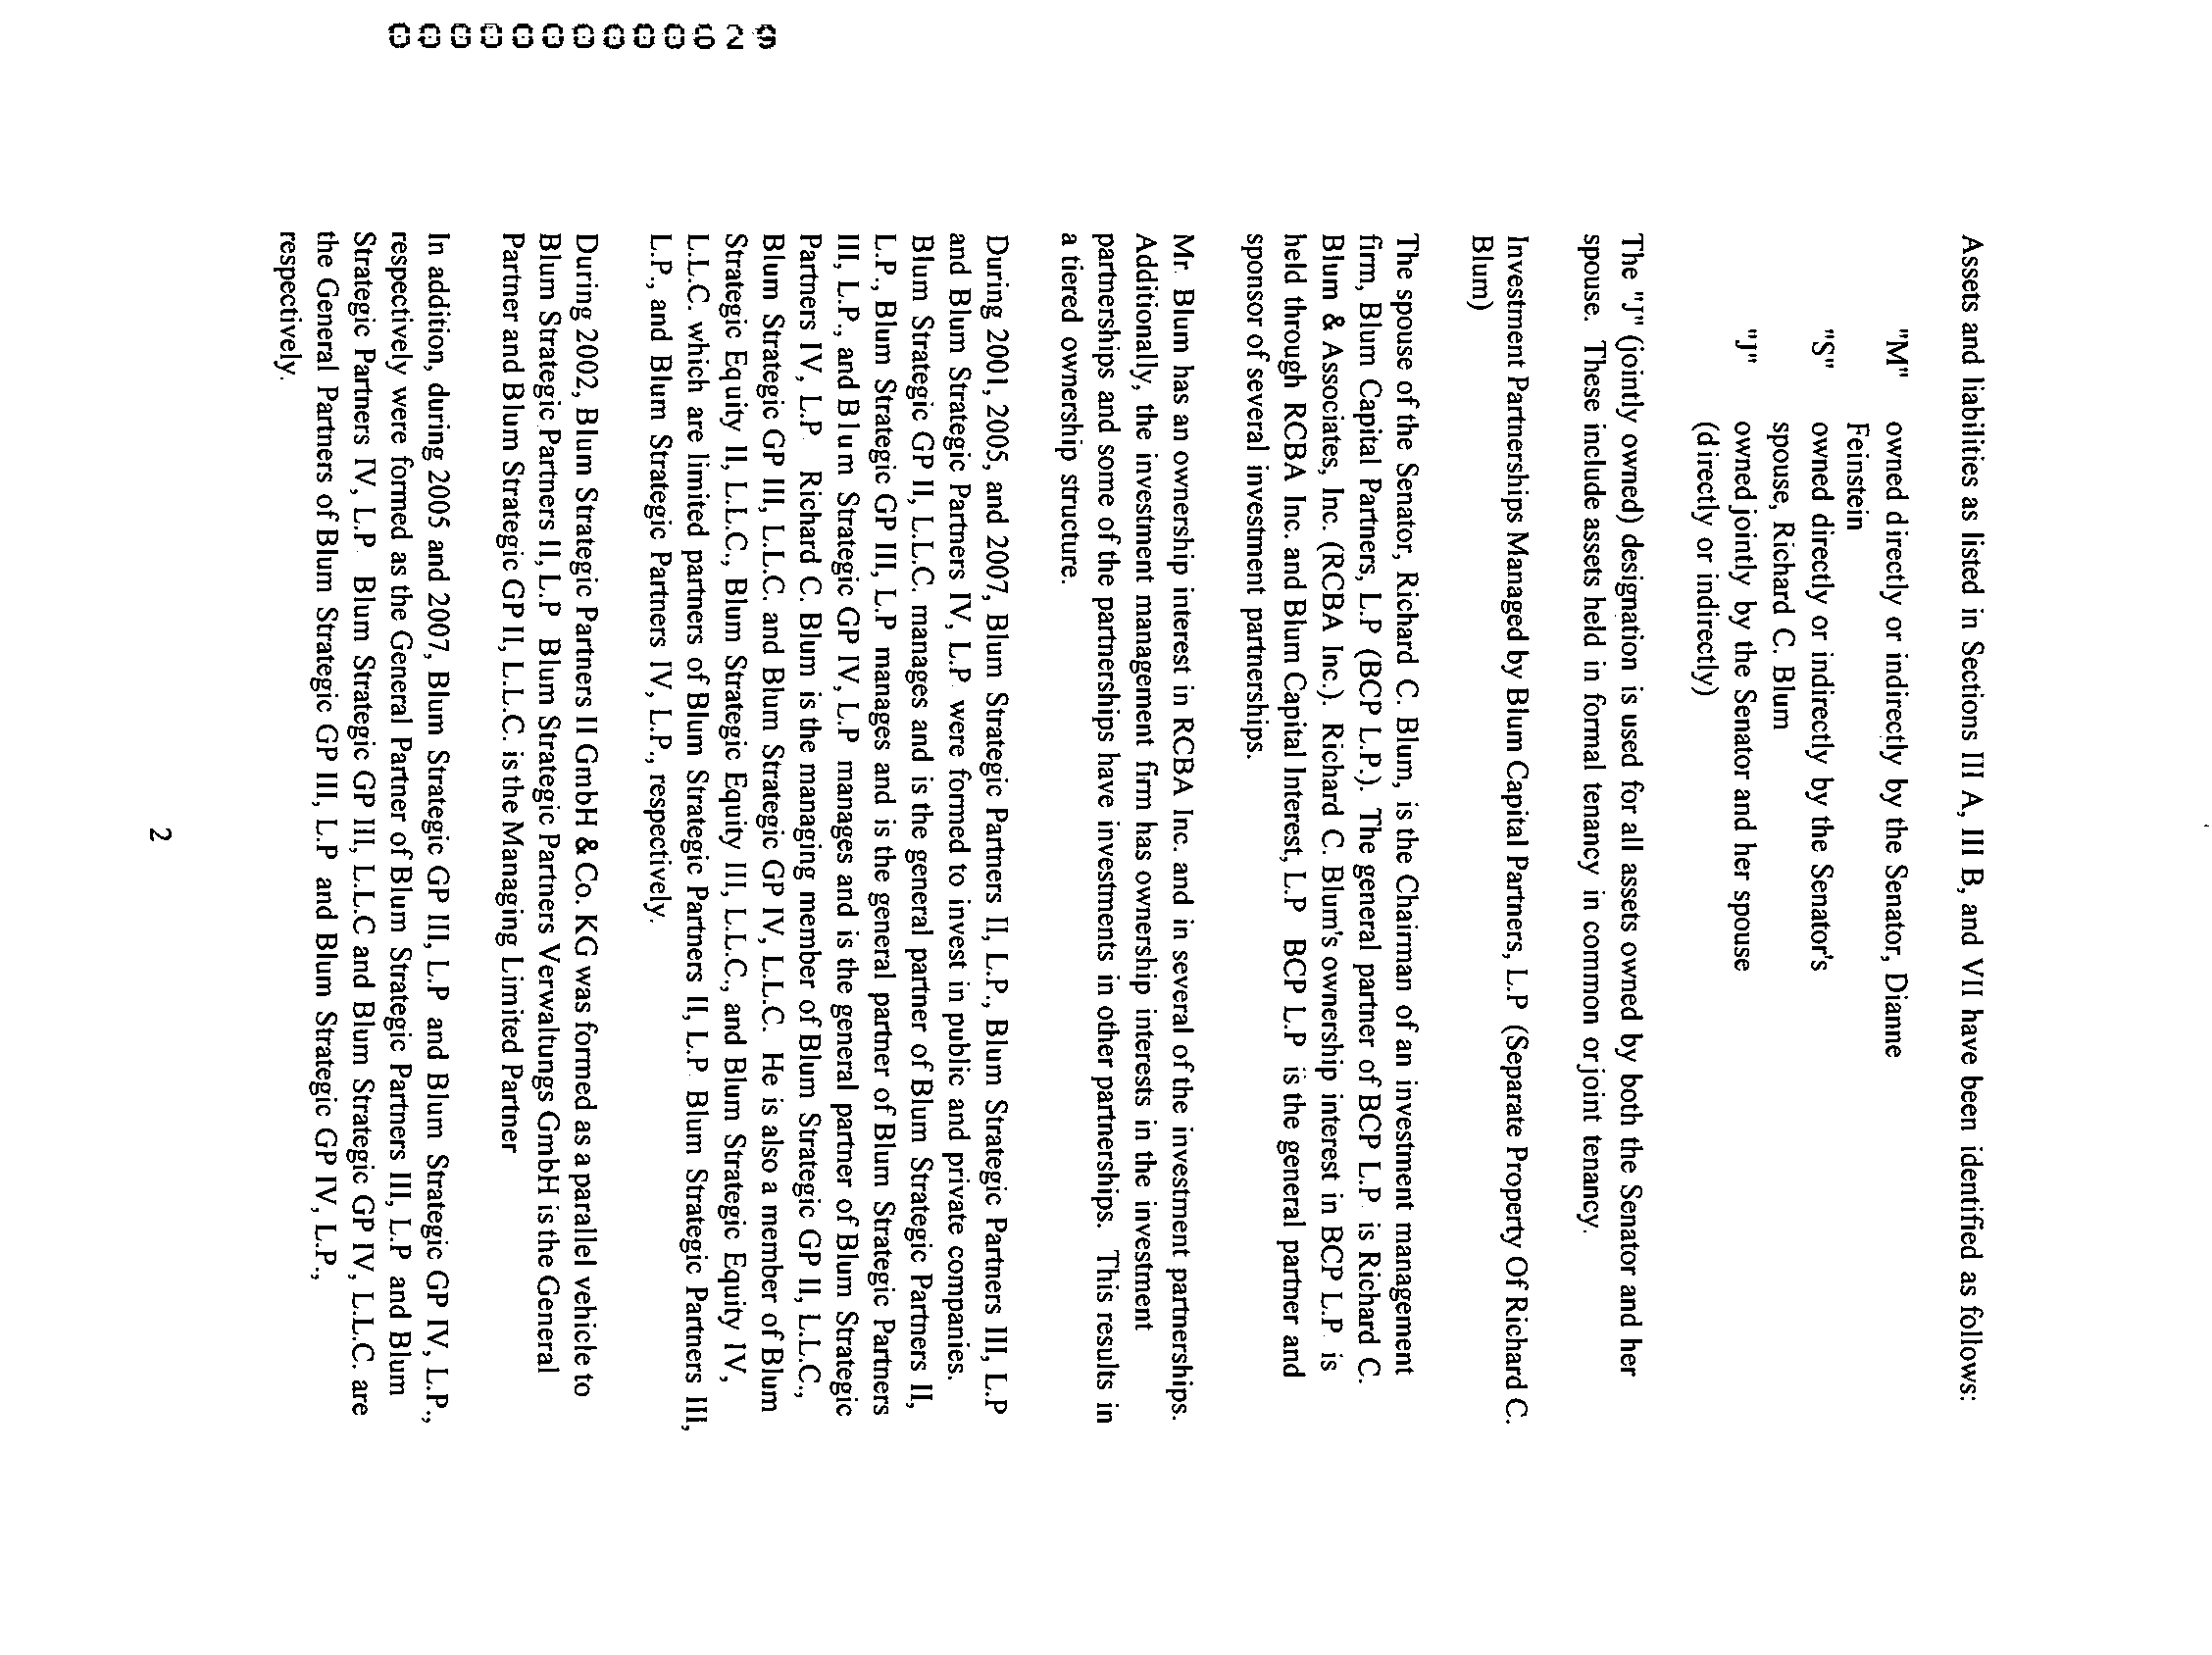 Assets and liabilities as listed in Sections III A, III B, and VII have been identified as follows:
"M" owned directly or indirectly by the Senator, Dianne
Feinstein
"S" owned directly or indirectly by the Senator's
spouse, Richard C. Blum
"J" owned jointly by the Senator and her spouse
(directly or indirectly)
The "J" (jointly owned) designation is used for all assets owned by both the Senator and her
spouse. These include assets held in formal tenancy in common or joint tenancy.
Investment Partnerships Managed by Blum Capital Partners, L.P (Separate Property Of Richard C.
Blum)
The spouse of the Senator, Richard C. Blum, is the Chairman of an investment management
firm, Blum Capital Partners, L.P (BCP L.P.). The general partner of BCP L.P. is Richard C.
Blum & Associates, Inc. (RCBA Inc.). Richard C. Blum's ownership interest in BCP L.P. is
held through RCBA Inc. and Blum Capital Interest, L.P BCP L.P is the general partner and
sponsor of several investment partnerships.
Mr. Blum has an ownership interest in RCBA Inc. and in several of the investment partnerships.
Additionally, the investment management firm has ownership interests in the investment
partnerships and some of the partnerships have investments in other partnerships. This results in
a tiered ownership structure.
During 2001, 2005, and 2007, Blum Strategic Partners II, L.P., Blum Strategic Partners III, L.P
and Blum Strategic Partners IV, L.P. were formed to invest in public and private companies.
Blum Strategic GP II, L.L.C. manages and is the general partner of Blum Strategic Partners II,
L.P., Blum Strategic GP III, L.P manages and is the general partner of Blum Strategic Partners
III, L.P., and Blum Strategic GP IV, L.P manages and is the general partner of Blum Strategic
Partners IV, L.P Richard C. Blum is the managing member of Blum Strategic GP II, L.L.C.,
Blum Strategic GP III, L.L.C. and Blum Strategic GP IV, L.L.C. He is also a member of Blum
Strategic Equity II, L.L.C., Blum Strategic Equity III, L.L.C., and Blum Strategic Equity IV,
L.L.C. which are limited partners of Blum Strategic Partners II, L.P. Blum Strategic Partners III,
L.P., and Blum Strategic Partners IV, L.P., respectively.
During 2002, Blum Strategic Partners II GmbH & Co. KG was formed as a parallel vehicle to
Blum Strategic Partners II, L.P Blum Strategic Partners Verwaltungs GmbH is the General
Partner and Blum Strategic GP II, L.L.C. is the Managing Limited Partner
In addition, during 2005 and 2007, Blum Strategic GP III, L.P and Blum Strategic GP IV, L.P.,
respectively were formed as the General Partner of Blum Strategic Partners III, L.P and Blum
Strategic Partners IV, L.P Blum Strategic GP III, L.L.C and Blum Strategic GP IV, L.L.C. are
the General Partners of Blum Strategic GP III, L.P and Blum Strategic GP IV, L.P.,
respectively.
2